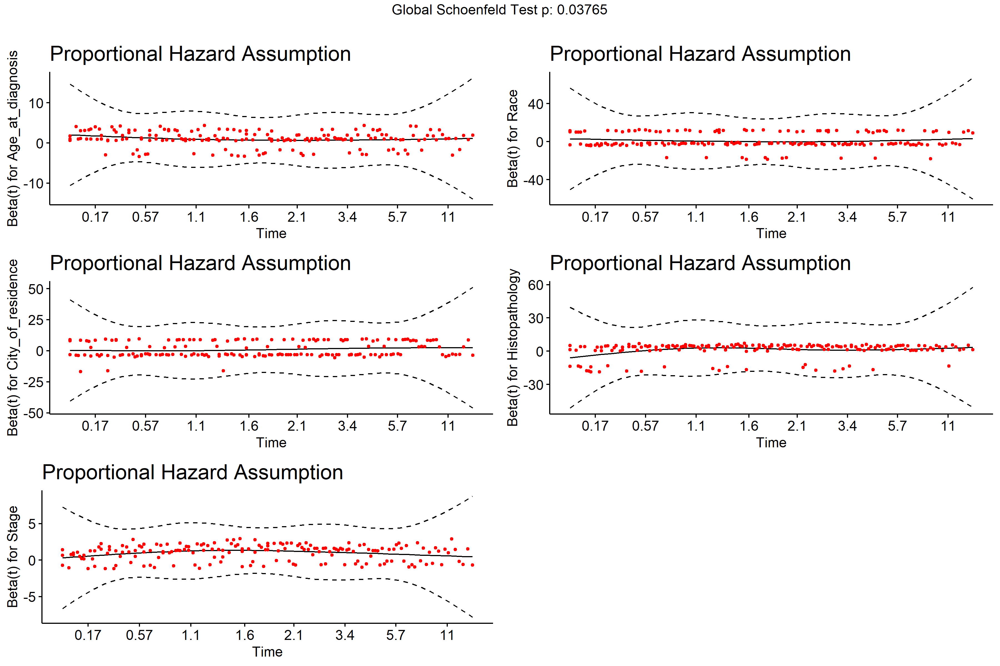 Global Schoenfeld Test p: 0.03765
Proportional Hazard Assumption
Beta(t) for Age_at_diagnosis
10
0
-10
0.17 0.57 1.1 1.6 2.1 3.4 5.7 11
Time
Proportional Hazard Assumption
Beta(t) for Race
40
0
-40
0.17 0.57 1.1 1.6 2.1 3.4 5.7 11
Time
Proportional Hazard Assumption
Beta(t) for City_of_residence
50
25
0
-25
-50
0.17 0.57 1.1 1.6 2.1 3.4 5.7 11
Time
Proportional Hazard Assumption
Beta(t) for Histopathology
60
30
0
-30
0.17 0.57 1.1 1.6 2.1 3.4 5.7 11
Time
Proportional Hazard Assumption
Beta(t) for Stage
5
0
-5
0.17 0.57 1.1 1.6 2.1 3.4 5.7 11
Time